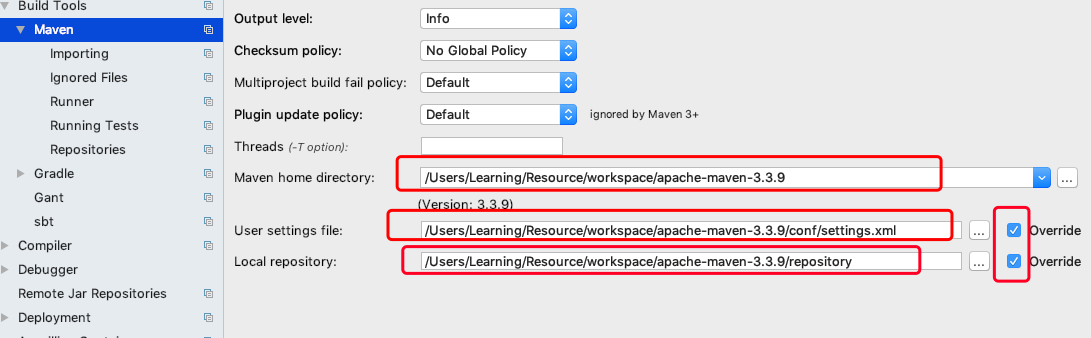 Build Tools
Maven
Importing
Ignored Files
Runner
Running Tests
Repositories
Gradle
Gant
sbt
Compiler
Debugger
Remote Jar Repositories
Deployment
Output level: Info
Checksum policy: No Global Policy
Multiproject build fail policy: Default
Plugin update policy: Default ignored by Maven 3+
Threads (-T option):
Maven home directory: /Users/Learning/Resource/workspace/apache-maven-3.3.9 ...
(Version: 3.3.9)
User settings file: /Users/Learning/Resource/workspace/apache-maven-3.3.9/conf/settings.xml ... Override
Local repository: /Users/Learning/Resource/workspace/apache-maven-3.3.9/repository ... Override